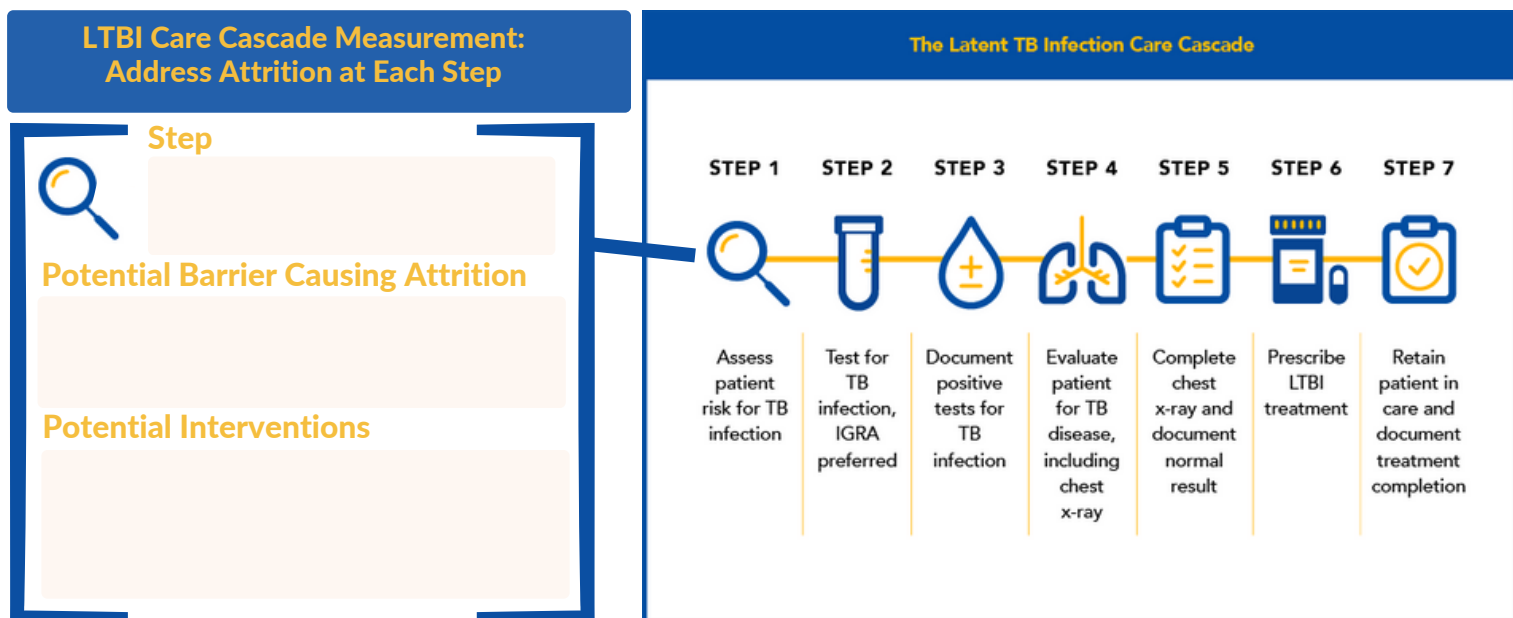 LTBI Care Cascade Measurement:
Address Attrition at Each Step
Step
Potential Barrier Causing Attrition
Potential Interventions
The Latent TB Infection Care Cascade
STEP 1
Assess
patient
risk for TB
infection
STEP 2
Test for
TB
infection,
IGRA
preferred
STEP 3
Document
positive
tests for
TB
infection
STEP 4
Evaluate
patient
for TB
disease,
including
chest
x-ray
STEP 5
Complete
chest
x-ray and
document
normal
result
STEP 6
Prescribe
LTBI
treatment
STEP 7
Retain
patient in
care and
document
treatment
completion